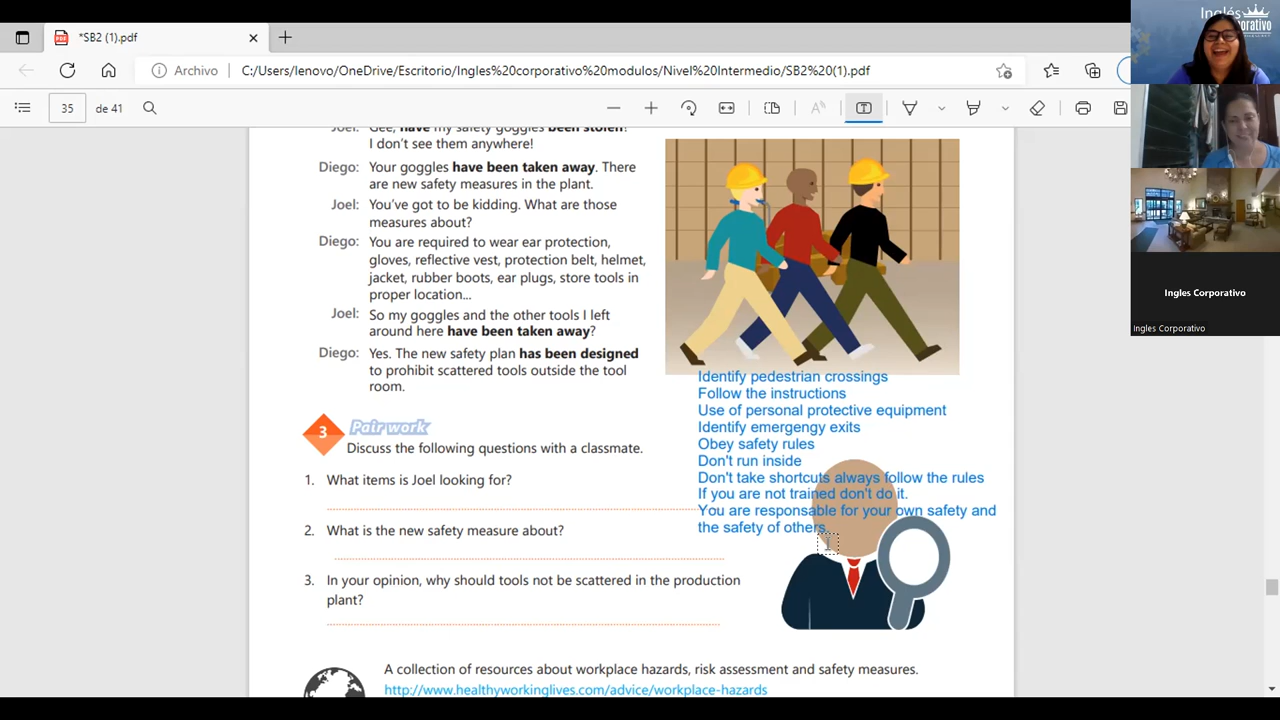 *SB2 (1).pdf
Archivo
C:/Users/lenovo/OneDrive/Escritorio/Ingles%20corporativo%20modulos/Nivel%20Intermedio/SB2%20(1).pdf
35
de 41
Inglés
Joel: Gee, have my safety goggles been stolen?
I don't see them anywhere!
Diego: Your goggles have been taken away. There
are new safety measures in the plant.
Joel: You've got to be kidding. What are those
measures about?
Diego: You are required to wear ear protection,
gloves, reflective vest, protection belt, helmet,
jacket, rubber boots, ear plugs, store tools in
proper location...
Joel: So my goggles and the other tools I left
around here have been taken away?
Diego: Yes. The new safety plan has been designed
to prohibit scattered tools outside the tool
room.
Identify pedestrian crossings
Follow the instructions
Use of personal protective equipment
Identify emergengy exits
Obey safety rules
Don't run inside
Don't take shortcuts always follow the rules
If you are not trained don't do it.
You are responsable for your own safety and
the safety of others.
3
Pair work
Discuss the following questions with a classmate.
1. What items is Joel looking for?
2. What is the new safety measure about?
3. In your opinion, why should tools not be scattered in the production
plant?
A collection of resources about workplace hazards, risk assessment and safety measures.
http://www.healthyworkinglives.com/advice/workplace-hazards
Ingles Corporativo
Ingles Corporativo